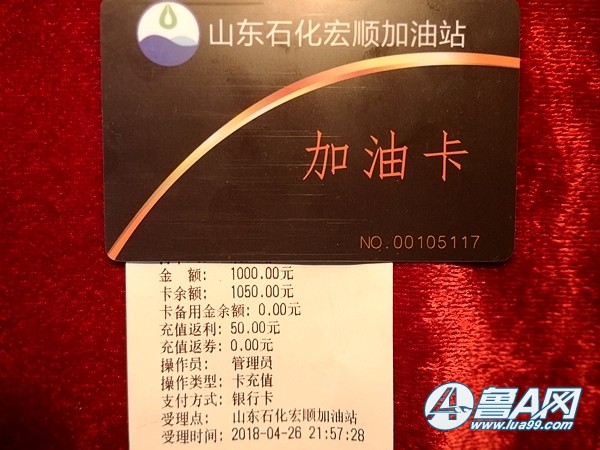 山东石化宏顺加油站
加油卡
NO.00105117
金 额: 1000.00元
卡余额: 1050.00元
卡备用金余额: 0.00元
充值返利: 50.00元
充值返券: 0.00元
操作员: 管理员
操作类型: 卡充值
支付方式: 银行卡
受理点: 山东石化宏顺加油站
受理时间: 2018-04-26 21:57:28
鲁A网
www.lua99.com